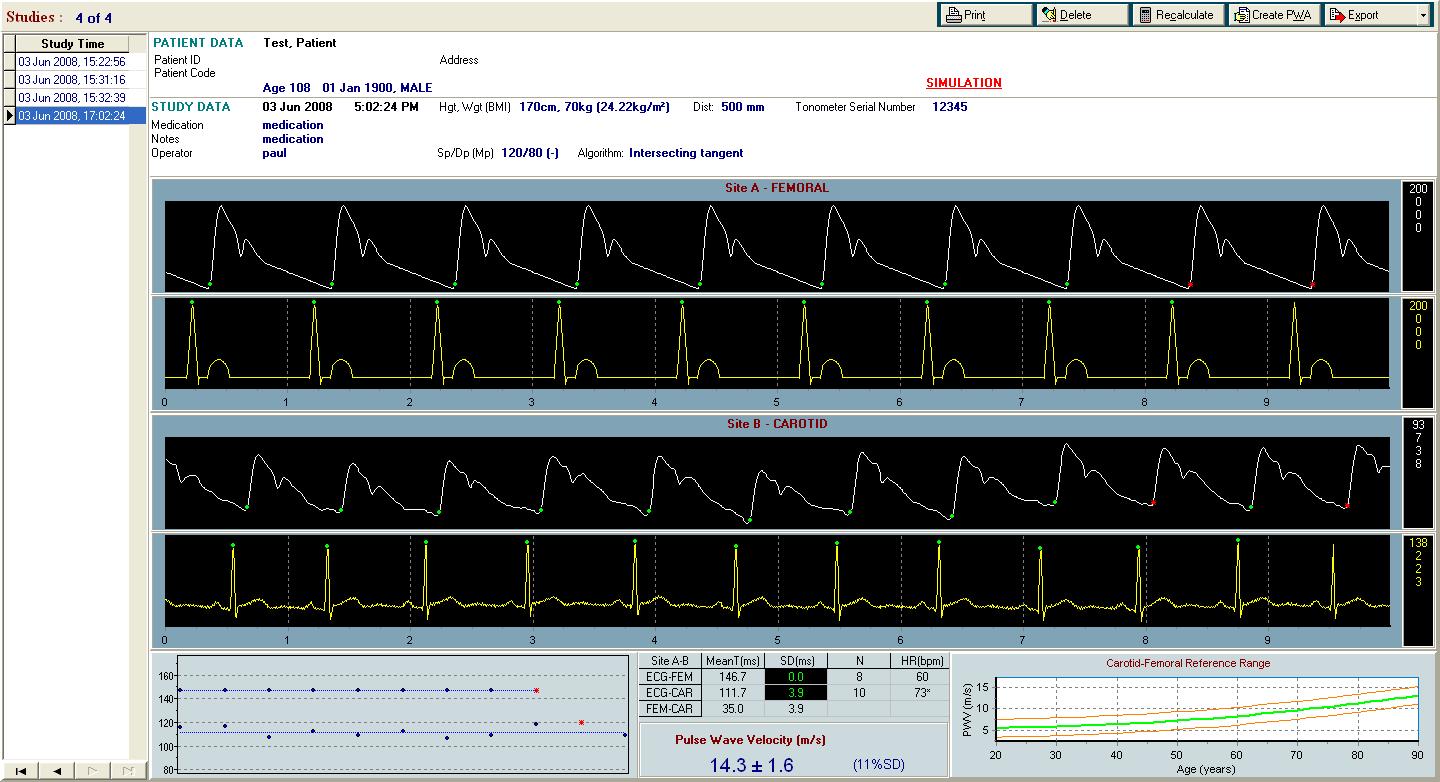 Studies : 4 of 4 Print Delete Recalculate Create PWA Export
Study Time
03 Jun 2008, 15:22:56
03 Jun 2008, 15:31:16
03 Jun 2008, 15:32:39
03 Jun 2008, 17:02:24
PATIENT DATA Test, Patient
Patient ID Address
Patient Code
SIMULATION
Age 108 01 Jan 1900, MALE
STUDY DATA 03 Jun 2008 5:02:24 PM Hgt, Wgt (BMI) 170cm, 70kg (24.22kg/m²) Dist: 500 mm Tonometer Serial Number 12345
Medication medication
Notes medication
Operator paul Sp/Dp (Mp) 120/80 (-) Algorithm: Intersecting tangent
Site A - FEMORAL
200
0
0
0
200
0
0
0
0 1 2 3 4 5 6 7 8 9
Site B - CAROTID
93
7
3
8
138
2
2
3
0 1 2 3 4 5 6 7 8 9
160
140
120
100
80
Site A-B MeanT(ms) SD(ms) N HR(bpm)
ECG-FEM 146.7 0.0 8 60
ECG-CAR 111.7 3.9 10 73*
FEM-CAR 35.0 3.9
Pulse Wave Velocity (m/s)
14.3 ± 1.6 (11%SD)
Carotid-Femoral Reference Range
PWV (m/s)
15
10
5
20 30 40 50 60 70 80 90
Age (years)